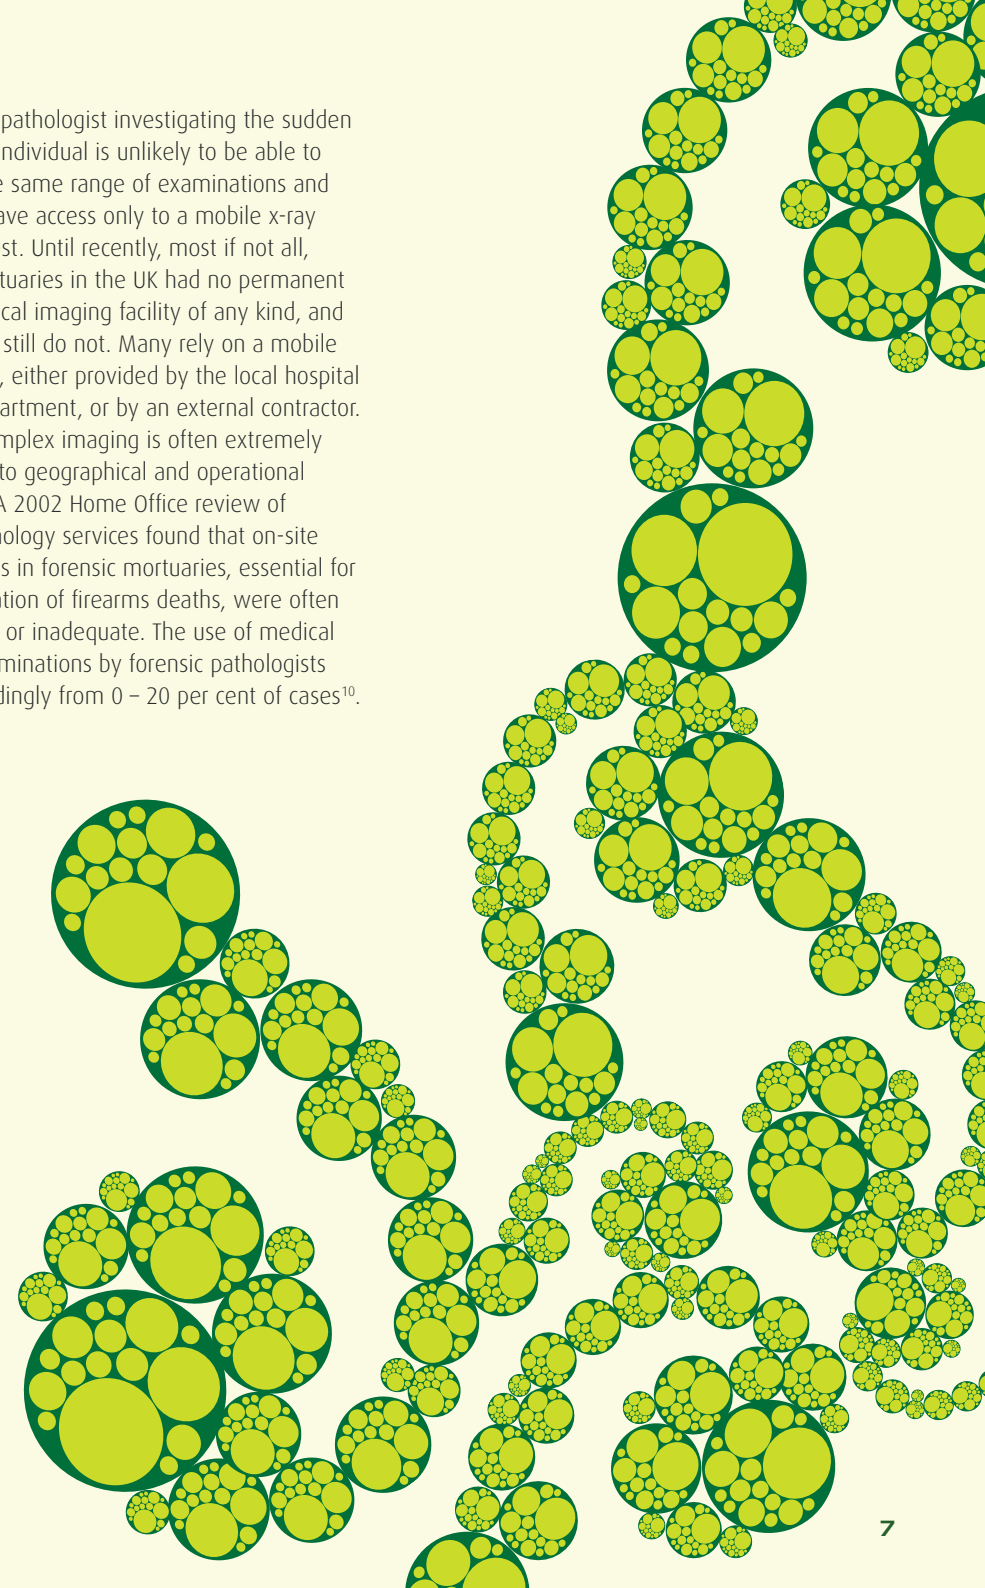 pathologist investigating the sudden
ndividual is unlikely to be able to
e same range of examinations and
ave access only to a mobile x-ray
st. Until recently, most if not all,
tuaries in the UK had no permanent
cal imaging facility of any kind, and
still do not. Many rely on a mobile
, either provided by the local hospital
artment, or by an external contractor.
mplex imaging is often extremely
to geographical and operational
A 2002 Home Office review of
ology services found that on-site
s in forensic mortuaries, essential for
ation of firearms deaths, were often
or inadequate. The use of medical
minations by forensic pathologists
dingly from 0 – 20 per cent of cases¹⁰.
7